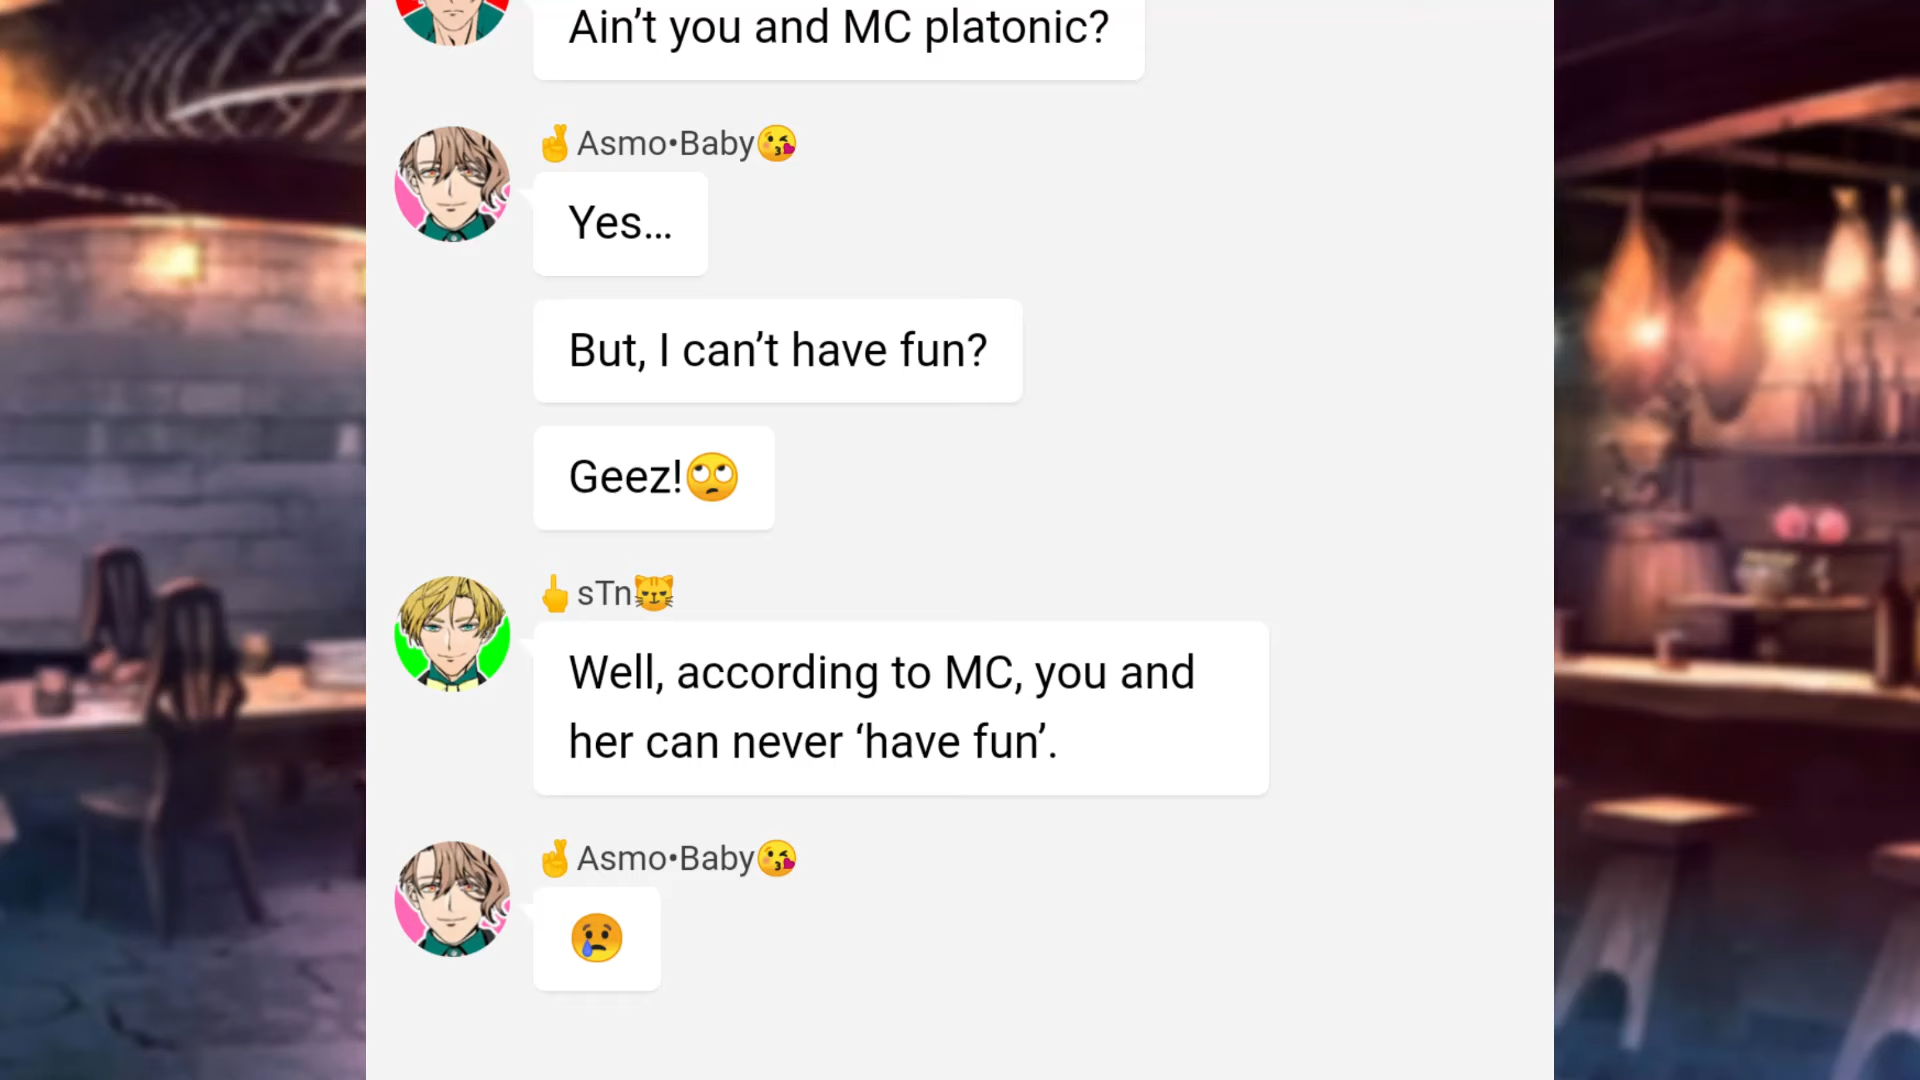 Ain’t you and MC platonic?
🤞Asmo•Baby😘
Yes...
But, I can’t have fun?
Geez!🙄
🖕sTn😼
Well, according to MC, you and
her can never ‘have fun’.
🤞Asmo•Baby😘
😢